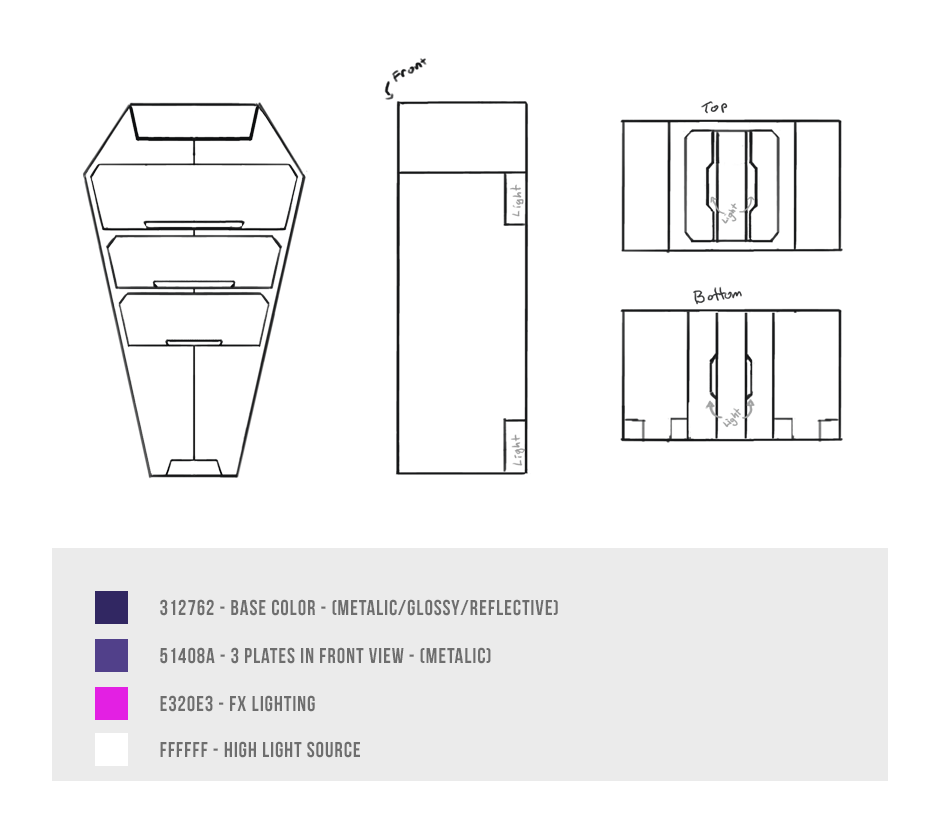 Front
Top
Light
Light
Bottom
Light
Light
312762 - BASE COLOR - (METALIC/GLOSSY/REFLECTIVE)
51408A - 3 PLATES IN FRONT VIEW - (METALIC)
E320E3 - FX LIGHTING
FFFFFF - HIGH LIGHT SOURCE